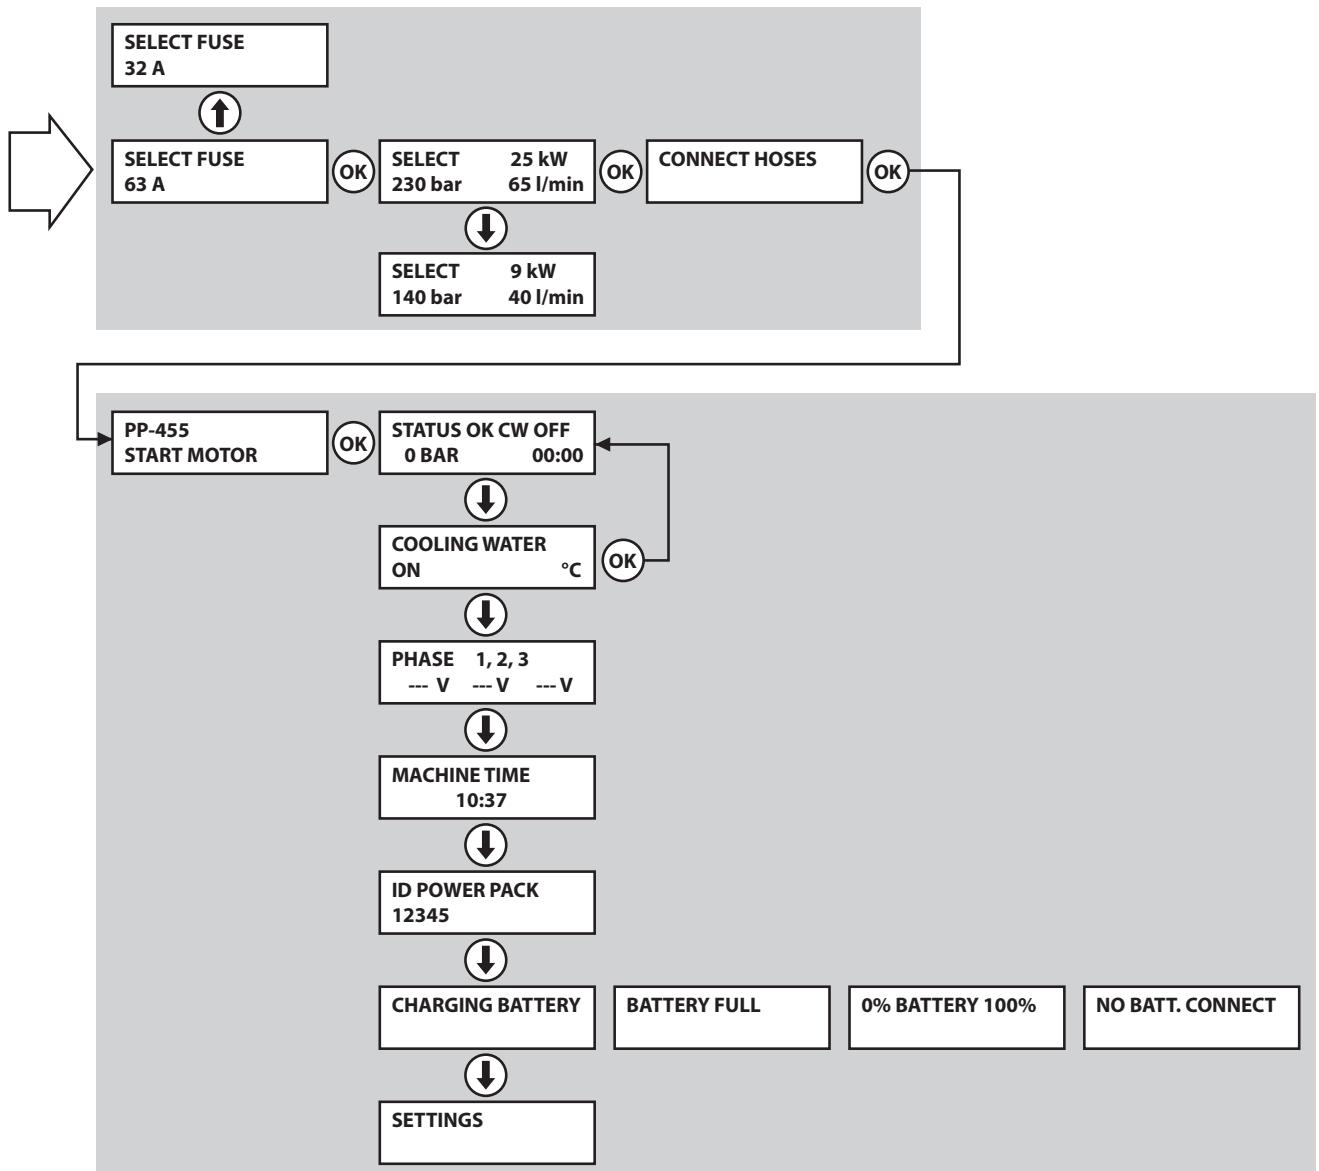 SELECT FUSE
32 A
SELECT FUSE
63 A
OK
SELECT 25 kW
230 bar 65 l/min
OK
CONNECT HOSES
OK
SELECT 9 kW
140 bar 40 l/min
PP-455
START MOTOR
OK
STATUS OK CW OFF
0 BAR 00:00
COOLING WATER
ON °C
OK
PHASE 1, 2, 3
--- V --- V --- V
MACHINE TIME
10:37
ID POWER PACK
12345
CHARGING BATTERY
BATTERY FULL
0% BATTERY 100%
NO BATT. CONNECT
SETTINGS